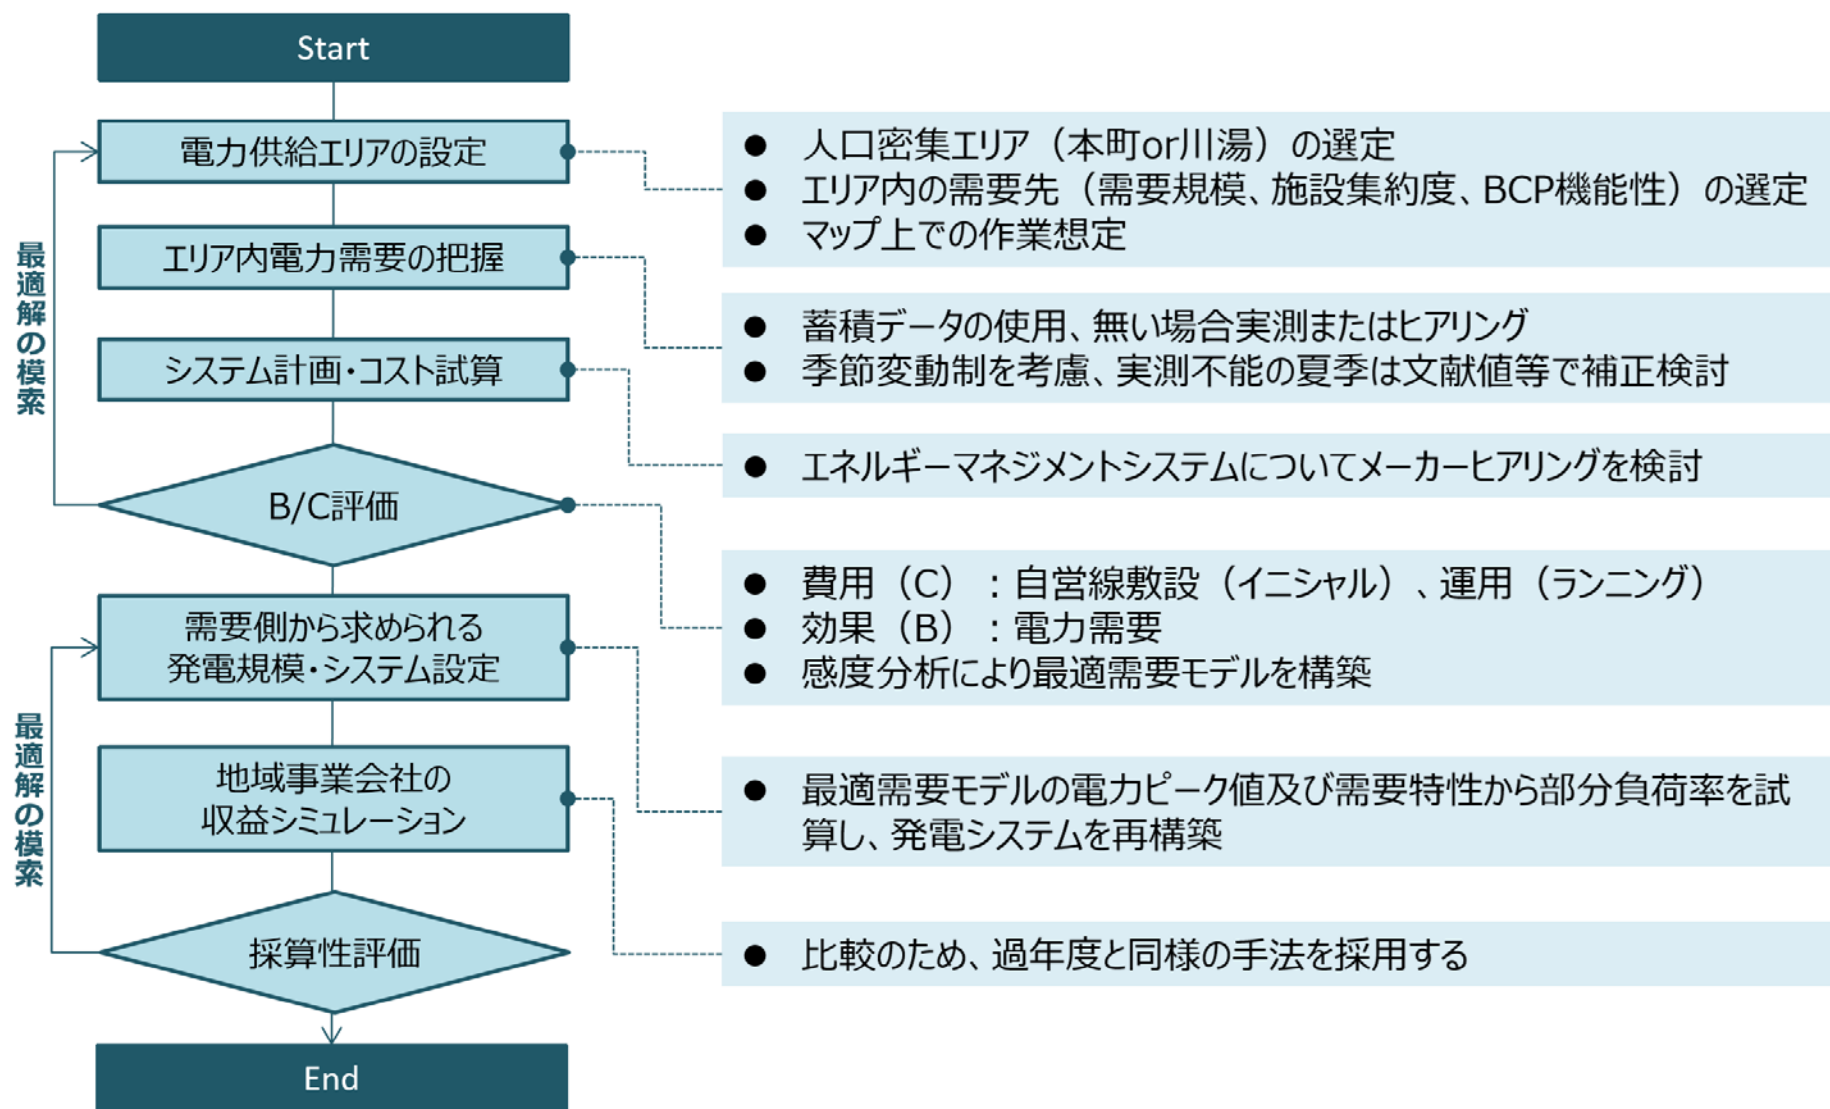 Start
電力供給エリアの設定
● 人口密集エリア（本町or川湯）の選定
● エリア内の需要先（需要規模、施設集約度、BCP機能性）の選定
● マップ上での作業想定
エリア内電力需要の把握
● 蓄積データの使用、無い場合実測またはヒアリング
● 季節変動制を考慮、実測不能の夏季は文献値等で補正検討
システム計画・コスト試算
● エネルギーマネジメントシステムについてメーカーヒアリングを検討
B/C評価
● 費用（C）：自営線敷設（イニシャル）、運用（ランニング）
● 効果（B）：電力需要
● 感度分析により最適需要モデルを構築
最適解の模索
需要側から求められる
発電規模・システム設定
● 最適需要モデルの電力ピーク値及び需要特性から部分負荷率を試
算し、発電システムを再構築
地域事業会社の
収益シミュレーション
● 比較のため、過年度と同様の手法を採用する
採算性評価
最適解の模索
End